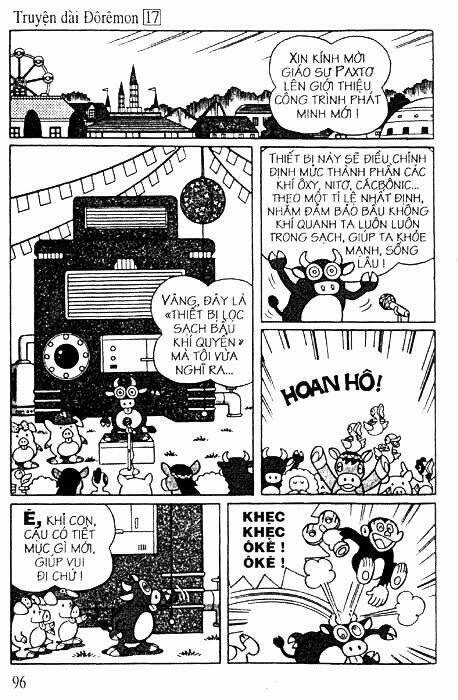 Truyện dài Đôrêmon 17
XIN KÍNH MỜI
GIÁO SƯ PAXTƠ
LÊN GIỚI THIỆU
CÔNG TRÌNH PHÁT
MINH MỚI !
VÂNG, ĐÂY LÀ
«THIẾT BỊ LỌC
SẠCH BẦU
KHÍ QUYỂN»
MÀ TÔI VỪA
NGHĨ RA...
THIẾT BỊ NÀY SẼ ĐIỀU CHỈNH
ĐỊNH MỨC THÀNH PHẦN CÁC
KHÍ ÔXY, NITƠ, CÁCBÔNIC...
THEO MỘT TỈ LỆ NHẤT ĐỊNH,
NHẰM ĐẢM BẢO BẦU KHÔNG
KHÍ QUANH TA LUÔN LUÔN
TRONG SẠCH, GIÚP TA KHỎE
MẠNH, SỐNG
LÂU !
HOAN HÔ!
Ê, KHỈ CON,
CẬU CÓ TIẾT
MỤC GÌ MỚI,
GIÚP VUI
ĐI CHỨ !
KHẸC
KHẸC
ÔKÊ !
ÔKÊ !
96